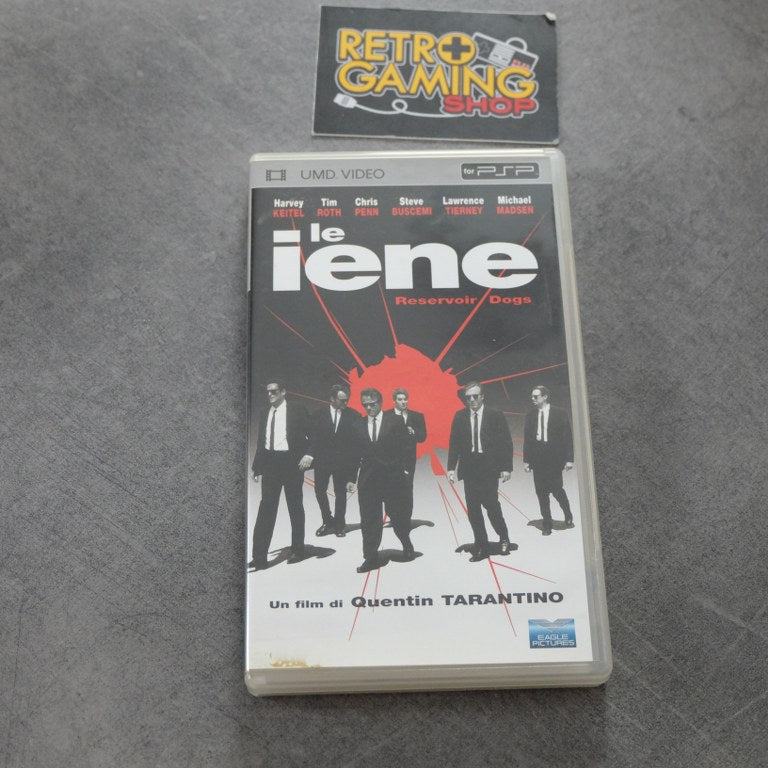 RETRO
GAMING
SHOP
UMD. VIDEO
for PSP
Harvey Tim Chris Steve Lawrence Michael
KEITEL ROTH PENN BUSCEMI TIERNEY MADSEN
le
iene
Reservoir Dogs
Un film di Quentin TARANTINO
EAGLE
PICTURES